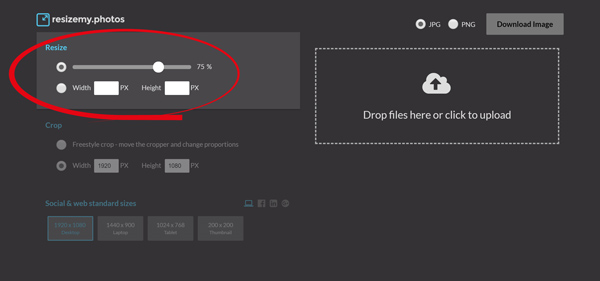 resizemy.photos
JPG
PNG
Download Image
Resize
75 %
Width PX Height PX
Drop files here or click to upload
Crop
Freestyle crop - move the cropper and change proportions
Width 1920 PX Height 1080 PX
Social & web standard sizes
1920 x 1080
Desktop
1440 x 900
Laptop
1024 x 768
Tablet
200 x 200
Thumbnail